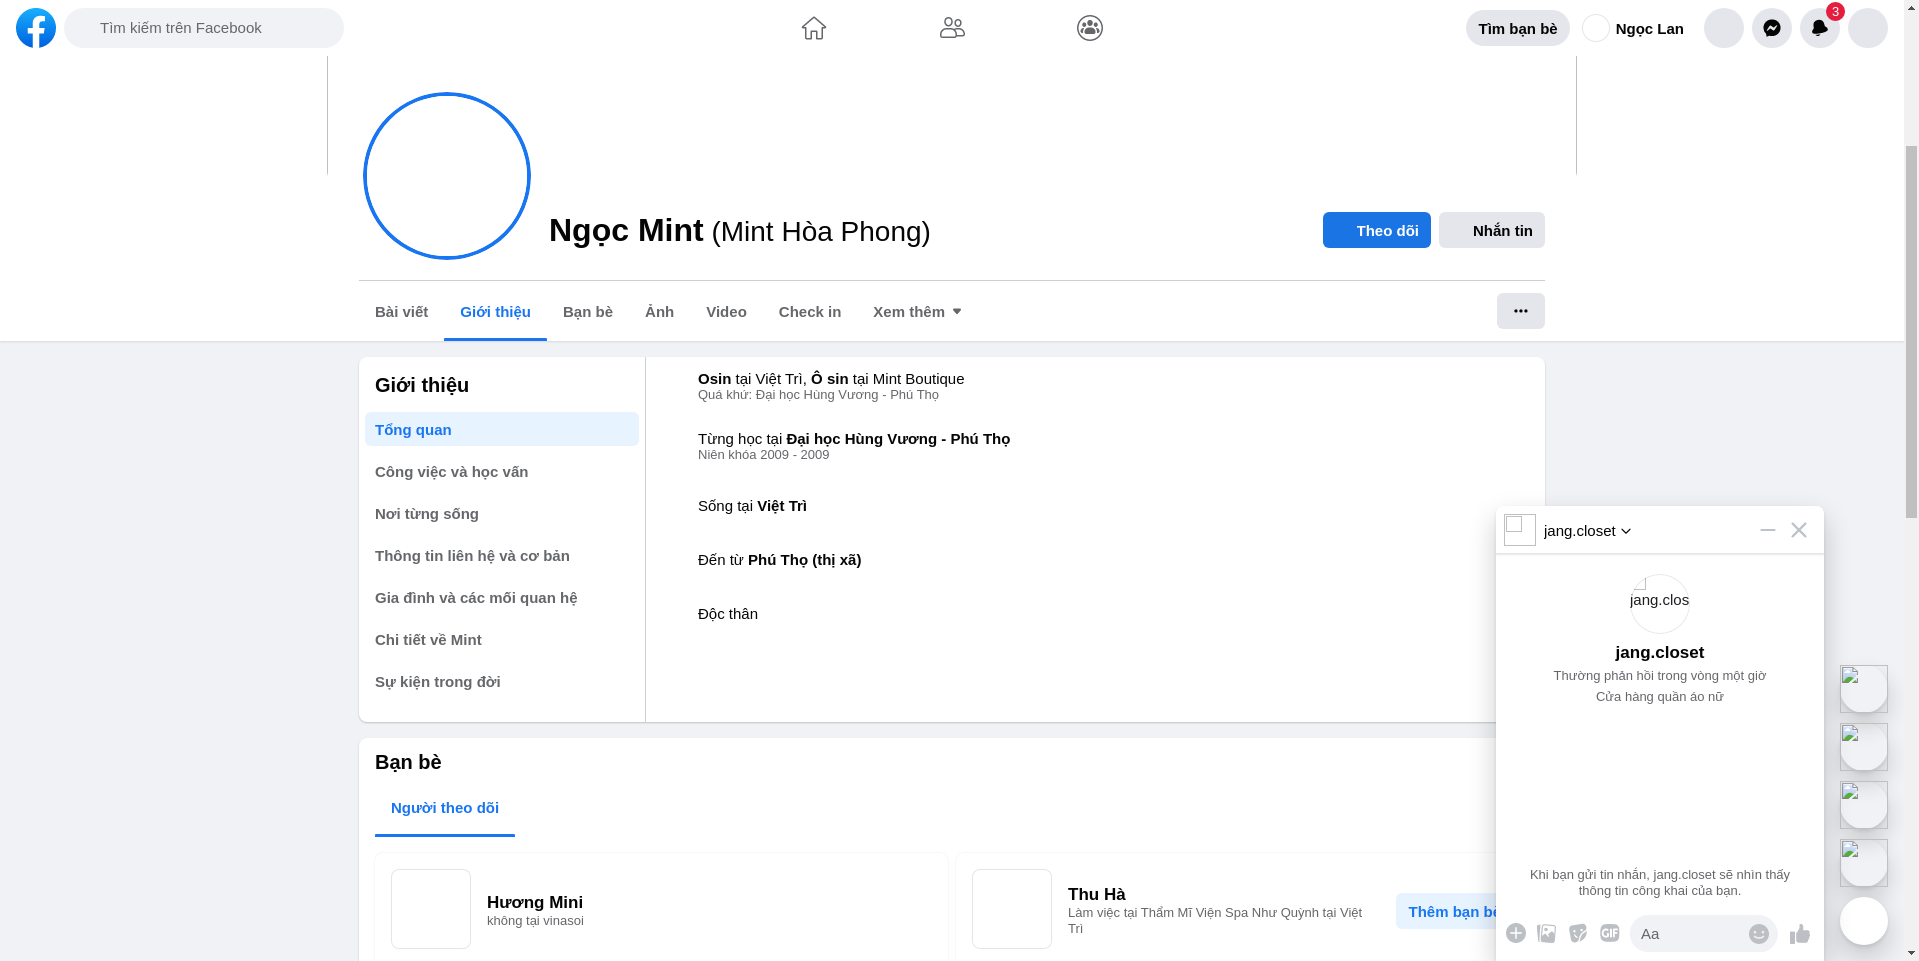 Tìm kiếm trên Facebook
Tìm bạn bè
Ngọc Lan
3
Ngọc Mint (Mint Hòa Phong)
Theo dõi
Nhắn tin
Bài viết
Giới thiệu
Bạn bè
Ảnh
Video
Check in
Xem thêm
Giới thiệu
Tổng quan
Công việc và học vấn
Nơi từng sống
Thông tin liên hệ và cơ bản
Gia đình và các mối quan hệ
Chi tiết về Mint
Sự kiện trong đời
Osin tại Việt Trì, Ô sin tại Mint Boutique
Quá khứ: Đại học Hùng Vương - Phú Thọ
Từng học tại Đại học Hùng Vương - Phú Thọ
Niên khóa 2009 - 2009
Sống tại Việt Trì
Đến từ Phú Thọ (thị xã)
Độc thân
Bạn bè
Người theo dõi
Hương Mini
không tại vinasoi
Thu Hà
Làm việc tại Thẩm Mĩ Viện Spa Như Quỳnh tại Việt
Trì
Thêm bạn bè
jang.closet
jang.clos
jang.closet
Thường phản hồi trong vòng một giờ
Cửa hàng quần áo nữ
Khi bạn gửi tin nhắn, jang.closet sẽ nhìn thấy
thông tin công khai của bạn.
GIF
Aa